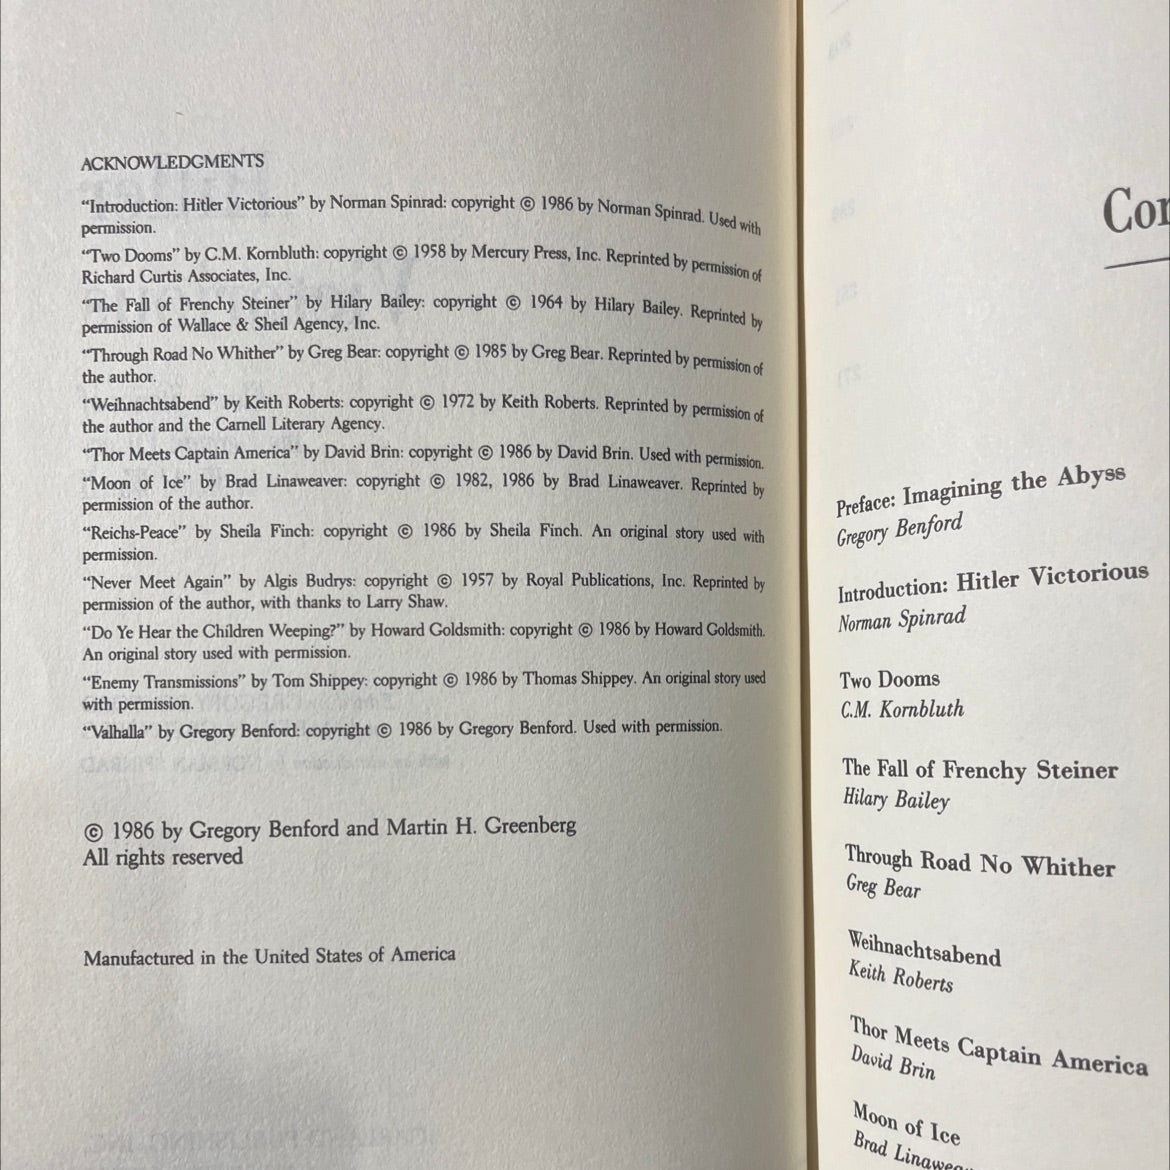 ACKNOWLEDGMENTS
“Introduction: Hitler Victorious” by Norman Spinrad: copyright © 1986 by Norman Spinrad. Used with
permission.
“Two Dooms” by C.M. Kornbluth: copyright © 1958 by Mercury Press, Inc. Reprinted by permission of
Richard Curtis Associates, Inc.
“The Fall of Frenchy Steiner” by Hilary Bailey: copyright © 1964 by Hilary Bailey. Reprinted by
permission of Wallace & Sheil Agency, Inc.
“Through Road No Whither” by Greg Bear: copyright © 1985 by Greg Bear. Reprinted by permission of
the author.
“Weihnachtsabend” by Keith Roberts: copyright © 1972 by Keith Roberts. Reprinted by permission of
the author and the Carnell Literary Agency.
“Thor Meets Captain America” by David Brin: copyright © 1986 by David Brin. Used with permission.
“Moon of Ice” by Brad Linaweaver: copyright © 1982, 1986 by Brad Linaweaver. Reprinted by
permission of the author.
“Reichs-Peace” by Sheila Finch: copyright © 1986 by Sheila Finch. An original story used with
permission.
“Never Meet Again” by Algis Budrys: copyright © 1957 by Royal Publications, Inc. Reprinted by
permission of the author, with thanks to Larry Shaw.
“Do Ye Hear the Children Weeping?” by Howard Goldsmith: copyright © 1986 by Howard Goldsmith.
An original story used with permission.
“Enemy Transmissions” by Tom Shippey: copyright © 1986 by Thomas Shippey. An original story used
with permission.
“Valhalla” by Gregory Benford: copyright © 1986 by Gregory Benford. Used with permission.
© 1986 by Gregory Benford and Martin H. Greenberg
All rights reserved
Manufactured in the United States of America
Con
Preface: Imagining the Abyss
Gregory Benford
Introduction: Hitler Victorious
Norman Spinrad
Two Dooms
C.M. Kornbluth
The Fall of Frenchy Steiner
Hilary Bailey
Through Road No Whither
Greg Bear
Weihnachtsabend
Keith Roberts
Thor Meets Captain America
David Brin
Moon of Ice
Brad Linawea